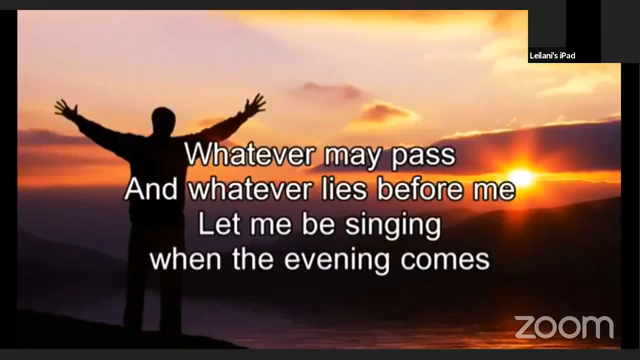 Leilani's iPad
Whatever may pass
And whatever lies before me
Let me be singing
when the evening comes
zoom